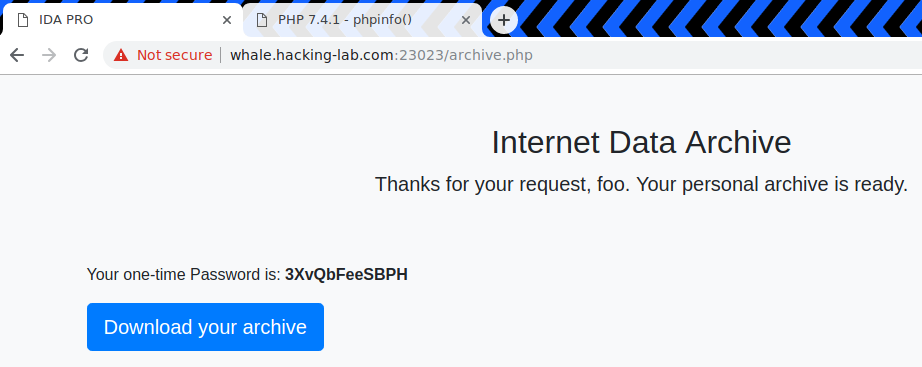 IDA PRO
PHP 7.4.1 - phpinfo()
Not secure whale.hacking-lab.com:23023/archive.php
Internet Data Archive
Thanks for your request, foo. Your personal archive is ready.
Your one-time Password is: 3XvQbFeeSBPH
Download your archive